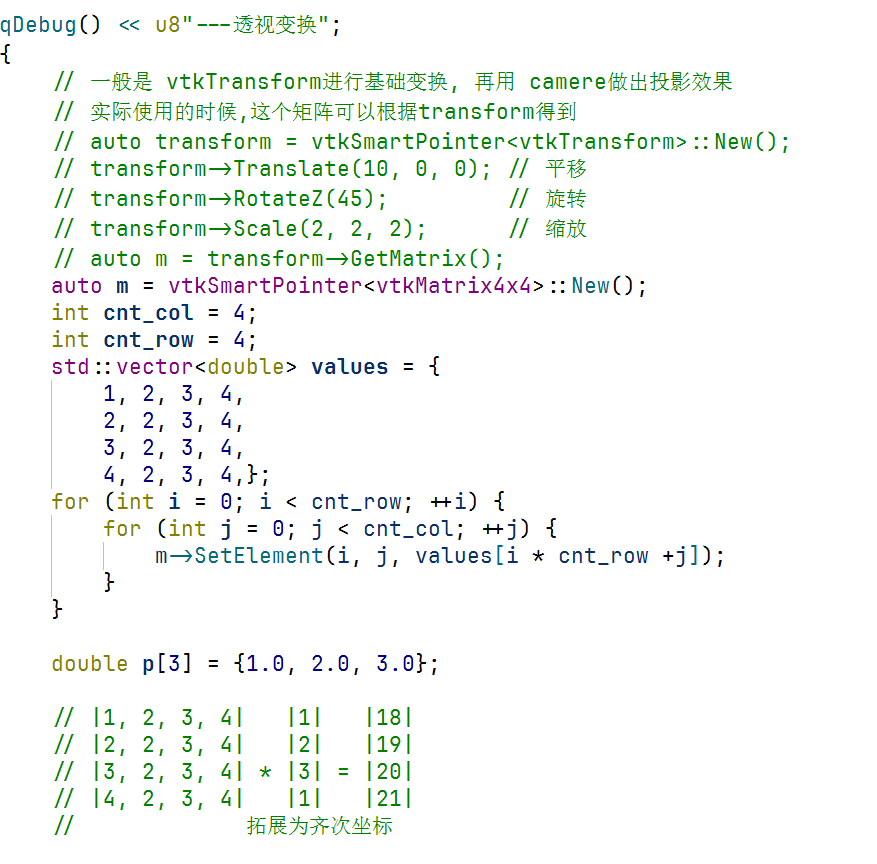 qDebug() << u8"---透视变换";
{
    // 一般是 vtkTransform进行基础变换, 再用 camere做出投影效果
    // 实际使用的时候,这个矩阵可以根据transform得到
    // auto transform = vtkSmartPointer<vtkTransform>::New();
    // transform->Translate(10, 0, 0); // 平移
    // transform->RotateZ(45);         // 旋转
    // transform->Scale(2, 2, 2);      // 缩放
    // auto m = transform->GetMatrix();
    auto m = vtkSmartPointer<vtkMatrix4x4>::New();
    int cnt_col = 4;
    int cnt_row = 4;
    std::vector<double> values = {
        1, 2, 3, 4,
        2, 2, 3, 4,
        3, 2, 3, 4,
        4, 2, 3, 4,};
    for (int i = 0; i < cnt_row; ++i) {
        for (int j = 0; j < cnt_col; ++j) {
            m->SetElement(i, j, values[i * cnt_row +j]);
        }
    }

    double p[3] = {1.0, 2.0, 3.0};

    // |1, 2, 3, 4|   |1|   |18|
    // |2, 2, 3, 4|   |2|   |19|
    // |3, 2, 3, 4| * |3| = |20|
    // |4, 2, 3, 4|   |1|   |21|
    //             拓展为齐次坐标